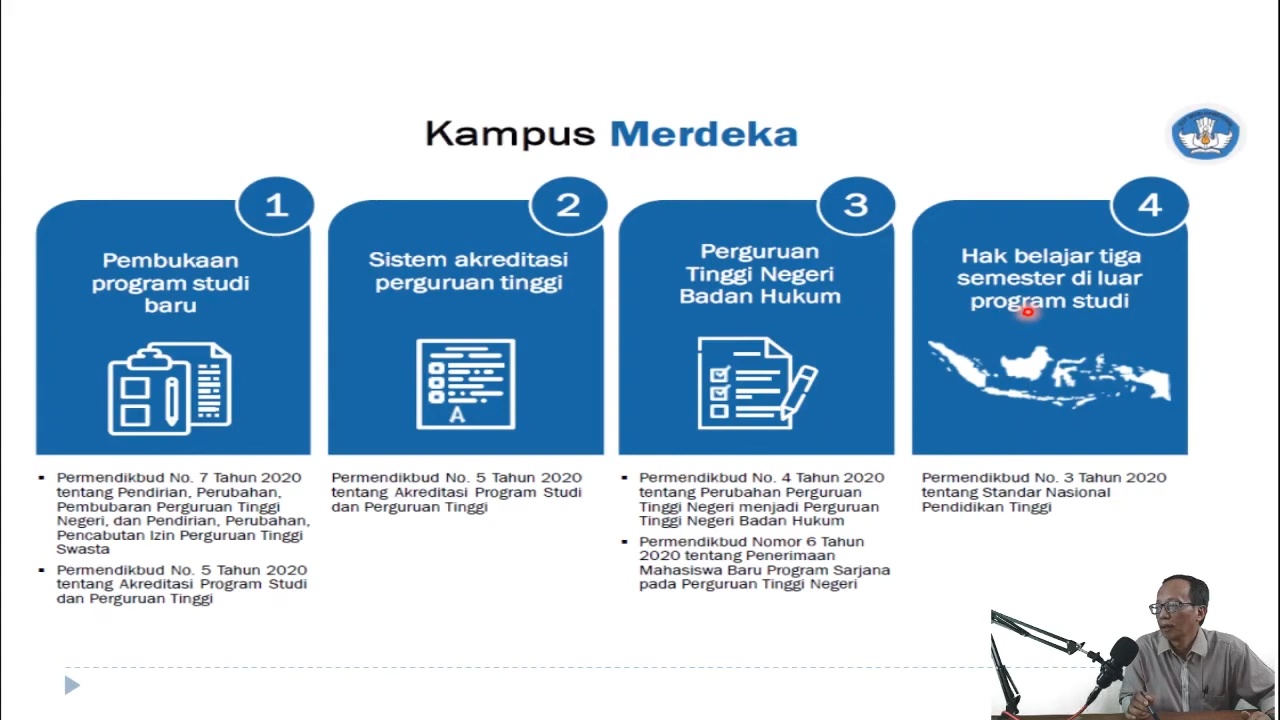 Kampus Merdeka
1
Pembukaan
program studi
baru
2
Sistem akreditasi
perguruan tinggi
A
3
Perguruan
Tinggi Negeri
Badan Hukum
4
Hak belajar tiga
semester di luar
program studi
Permendikbud No. 7 Tahun 2020
tentang Pendirian, Perubahan,
Pembubaran Perguruan Tinggi
Negeri, dan Pendirian, Perubahan,
Pencabutan Izin Perguruan Tinggi
Swasta
Permendikbud No. 5 Tahun 2020
tentang Akreditasi Program Studi
dan Perguruan Tinggi
Permendikbud No. 5 Tahun 2020
tentang Akreditasi Program Studi
dan Perguruan Tinggi
Permendikbud No. 4 Tahun 2020
tentang Perubahan Perguruan
Tinggi Negeri menjadi Perguruan
Tinggi Negeri Badan Hukum
Permendikbud Nomor 6 Tahun
2020 tentang Penerimaan
Mahasiswa Baru Program Sarjana
pada Perguruan Tinggi Negeri
Permendikbud No. 3 Tahun 2020
tentang Standar Nasional
Pendidikan Tinggi